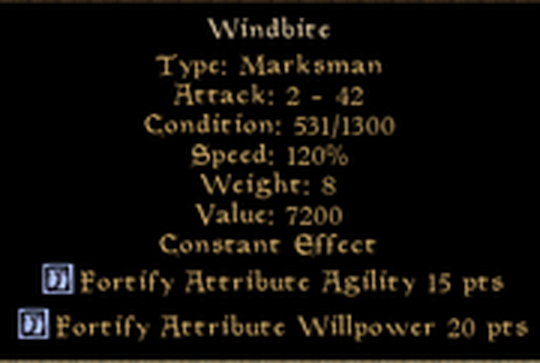 Windbite
Type: Marksman
Attack: 2 - 42
Condition: 531/1300
Speed: 120%
Weight: 8
Value: 7200
Constant Effect
Fortify Attribute Agility 15 pts
Fortify Attribute Willpower 20 pts